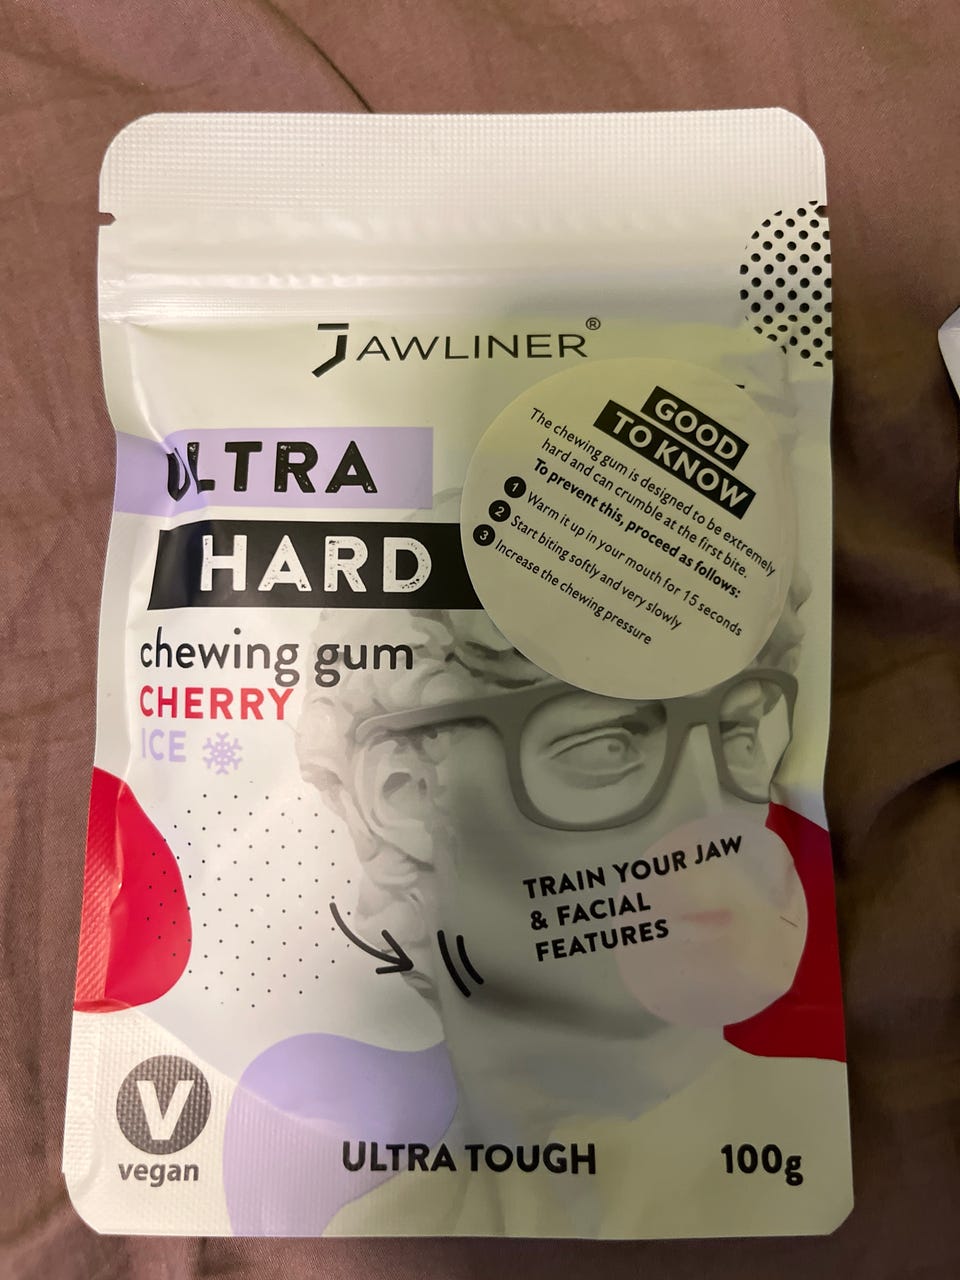 JAWLINER®
ULTRA
HARD
chewing gum
CHERRY
ICE
GOOD
TO KNOW
The chewing gum is designed to be extremely
hard and can crumble at the first bite.
To prevent this, proceed as follows:
1 Warm it up in your mouth for 15 seconds
2 Start biting softly and very slowly
3 Increase the chewing pressure
TRAIN YOUR JAW
& FACIAL
FEATURES
V
vegan
ULTRA TOUGH
100g